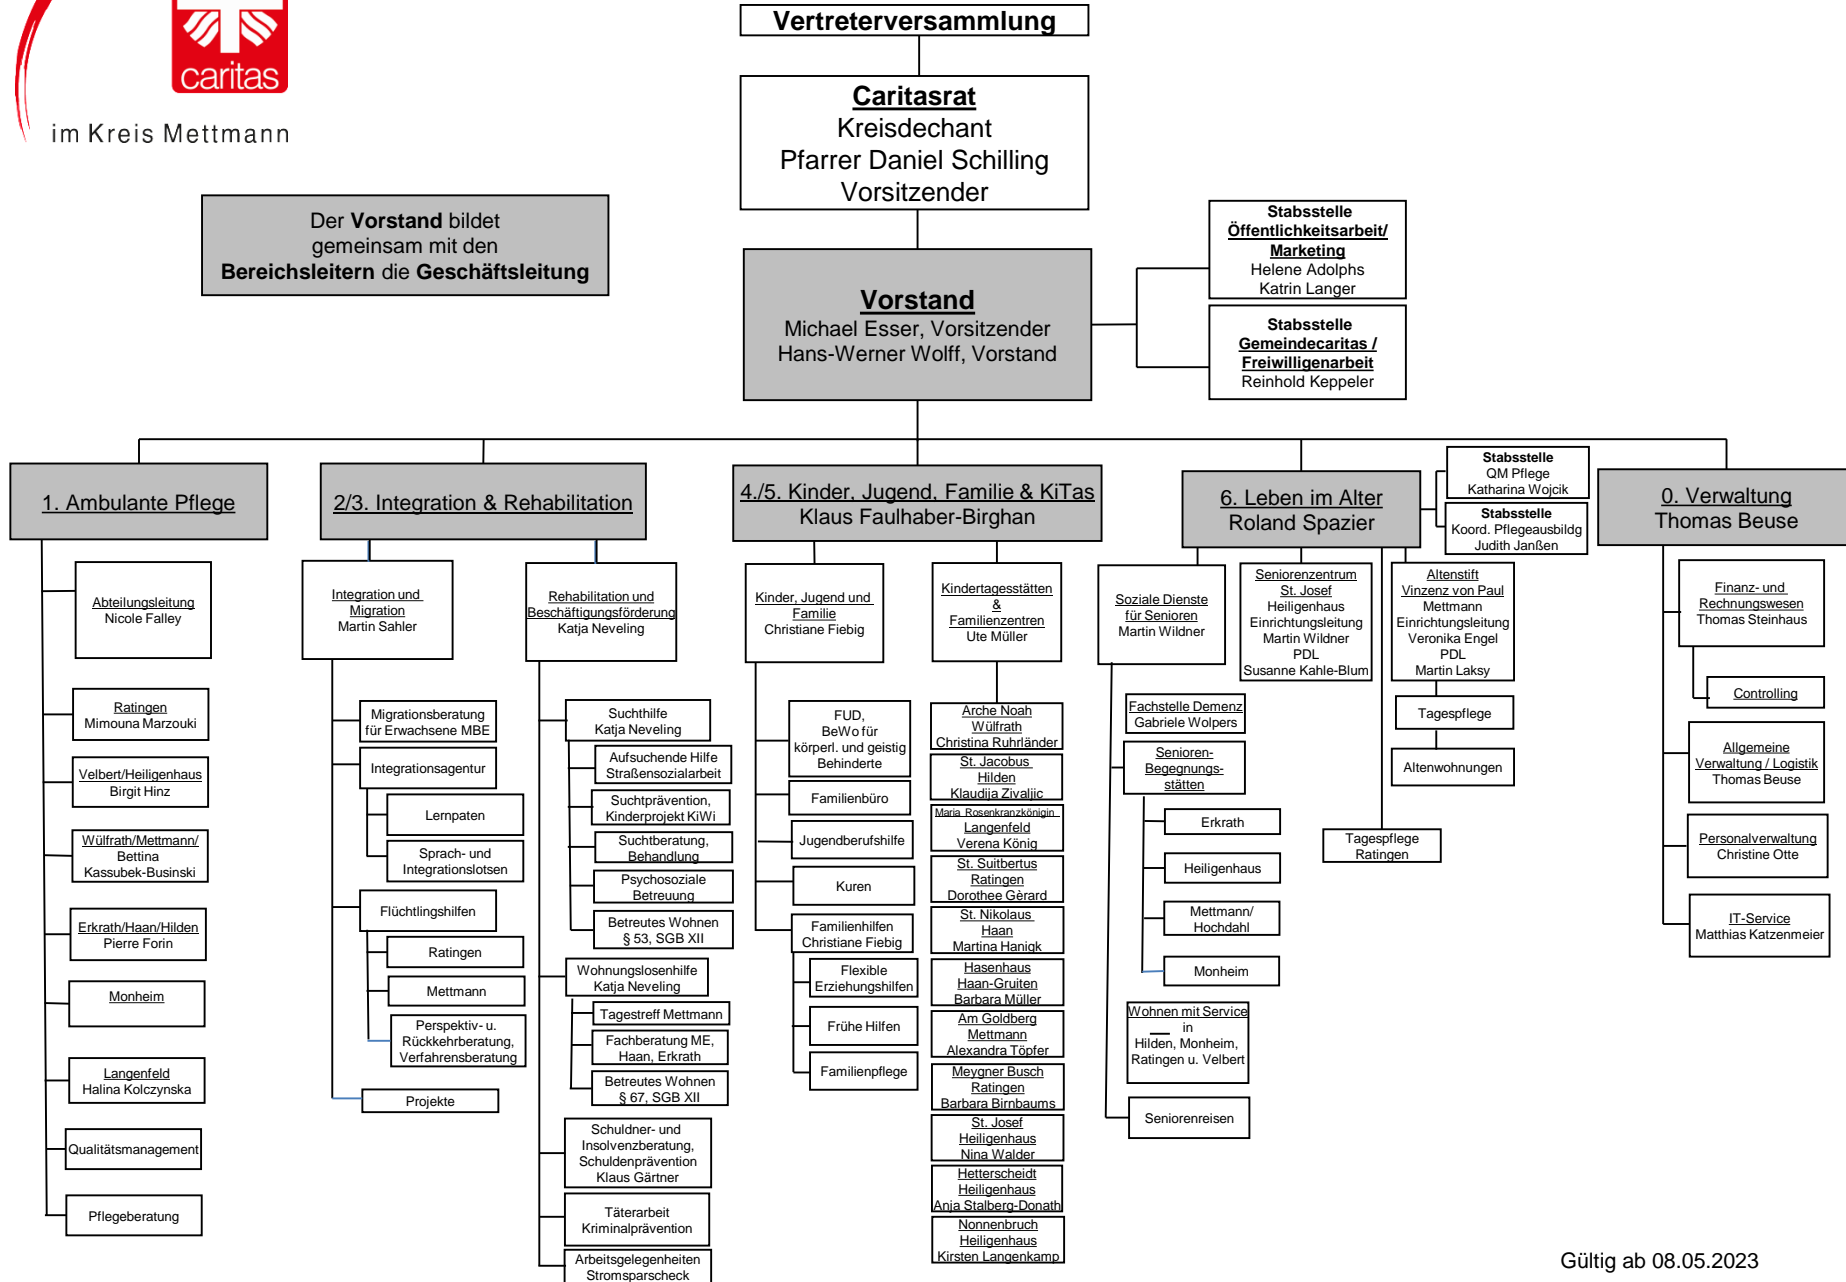 caritas
im Kreis Mettmann
Vertreterversammlung
Caritasrat
Kreisdechant
Pfarrer Daniel Schilling
Vorsitzender
Der Vorstand bildet
gemeinsam mit den
Bereichsleitern die Geschäftsleitung
Vorstand
Michael Esser, Vorsitzender
Hans-Werner Wolff, Vorstand
Stabsstelle
Öffentlichkeitsarbeit/
Marketing
Helene Adolphs
Katrin Langer
Stabsstelle
Gemeindecaritas /
Freiwilligenarbeit
Reinhold Keppeler
1. Ambulante Pflege
Abteilungsleitung
Nicole Falley
Ratingen
Mimouna Marzouki
Velbert/Heiligenhaus
Birgit Hinz
Wülfrath/Mettmann/
Bettina
Kassubek-Businski
Erkrath/Haan/Hilden
Pierre Forin
Monheim
Langenfeld
Halina Kolczynska
Qualitätsmanagement
Pflegeberatung
2/3. Integration & Rehabilitation
Integration und
Migration
Martin Sahler
Migrationsberatung
für Erwachsene MBE
Integrationsagentur
Lernpaten
Sprach- und
Integrationslotsen
Flüchtlingshilfen
Ratingen
Mettmann
Perspektiv- u.
Rückkehrberatung,
Verfahrensberatung
Projekte
Rehabilitation und
Beschäftigungsförderung
Katja Neveling
Suchthilfe
Katja Neveling
Aufsuchende Hilfe
Straßensozialarbeit
Suchtprävention,
Kinderprojekt KiWi
Suchtberatung,
Behandlung
Psychosoziale
Betreuung
Betreutes Wohnen
§ 53, SGB XII
Wohnungslosenhilfe
Katja Neveling
Tagestreff Mettmann
Fachberatung ME,
Haan, Erkrath
Betreutes Wohnen
§ 67, SGB XII
Schuldner- und
Insolvenzberatung,
Schuldenprävention
Klaus Gärtner
Täterarbeit
Kriminalprävention
Arbeitsgelegenheiten
Stromsparscheck
4./5. Kinder, Jugend, Familie & KiTas
Klaus Faulhaber-Birghan
Kinder, Jugend und
Familie
Christiane Fiebig
FUD,
BeWo für
körperl. und geistig
Behinderte
Familienbüro
Jugendberufshilfe
Kuren
Familienhilfen
Christiane Fiebig
Flexible
Erziehungshilfen
Frühe Hilfen
Familienpflege
Kindertagesstätten
&
Familienzentren
Ute Müller
Arche Noah
Wülfrath
Christina Ruhrländer
St. Jacobus
Hilden
Klaudija Zivaljic
Maria Rosenkranzkönigin
Langenfeld
Verena König
St. Suitbertus
Ratingen
Dorothee Gèrard
St. Nikolaus
Haan
Martina Hanigk
Hasenhaus
Haan-Gruiten
Barbara Müller
Am Goldberg
Mettmann
Alexandra Töpfer
Meygner Busch
Ratingen
Barbara Birnbaums
St. Josef
Heiligenhaus
Nina Walder
Hetterscheidt
Heiligenhaus
Anja Stalberg-Donath
Nonnenbruch
Heiligenhaus
Kirsten Langenkamp
6. Leben im Alter
Roland Spazier
Stabsstelle
QM Pflege
Katharina Wojcik
Stabsstelle
Koord. Pflegeausbildg
Judith Janßen
Soziale Dienste
für Senioren
Martin Wildner
Fachstelle Demenz
Gabriele Wolpers
Senioren-
Begegnungs-
stätten
Erkrath
Heiligenhaus
Mettmann/
Hochdahl
Monheim
Wohnen mit Service
in
Hilden, Monheim,
Ratingen u. Velbert
Seniorenreisen
Seniorenzentrum
St. Josef
Heiligenhaus
Einrichtungsleitung
Martin Wildner
PDL
Susanne Kahle-Blum
Tagespflege
Ratingen
Altenstift
Vinzenz von Paul
Mettmann
Einrichtungsleitung
Veronika Engel
PDL
Martin Laksy
Tagespflege
Altenwohnungen
0. Verwaltung
Thomas Beuse
Finanz- und
Rechnungswesen
Thomas Steinhaus
Controlling
Allgemeine
Verwaltung / Logistik
Thomas Beuse
Personalverwaltung
Christine Otte
IT-Service
Matthias Katzenmeier
Gültig ab 08.05.2023